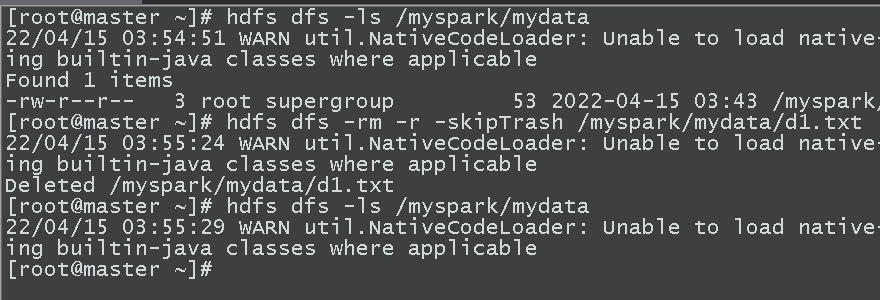 [root@master ~]# hdfs dfs -ls /myspark/mydata
22/04/15 03:54:51 WARN util.NativeCodeLoader: Unable to load native-
ing builtin-java classes where applicable
Found 1 items
-rw-r--r--   3 root supergroup         53 2022-04-15 03:43 /myspark/
[root@master ~]# hdfs dfs -rm -r -skipTrash /myspark/mydata/d1.txt
22/04/15 03:55:24 WARN util.NativeCodeLoader: Unable to load native-
ing builtin-java classes where applicable
Deleted /myspark/mydata/d1.txt
[root@master ~]# hdfs dfs -ls /myspark/mydata
22/04/15 03:55:29 WARN util.NativeCodeLoader: Unable to load native-
ing builtin-java classes where applicable
[root@master ~]#